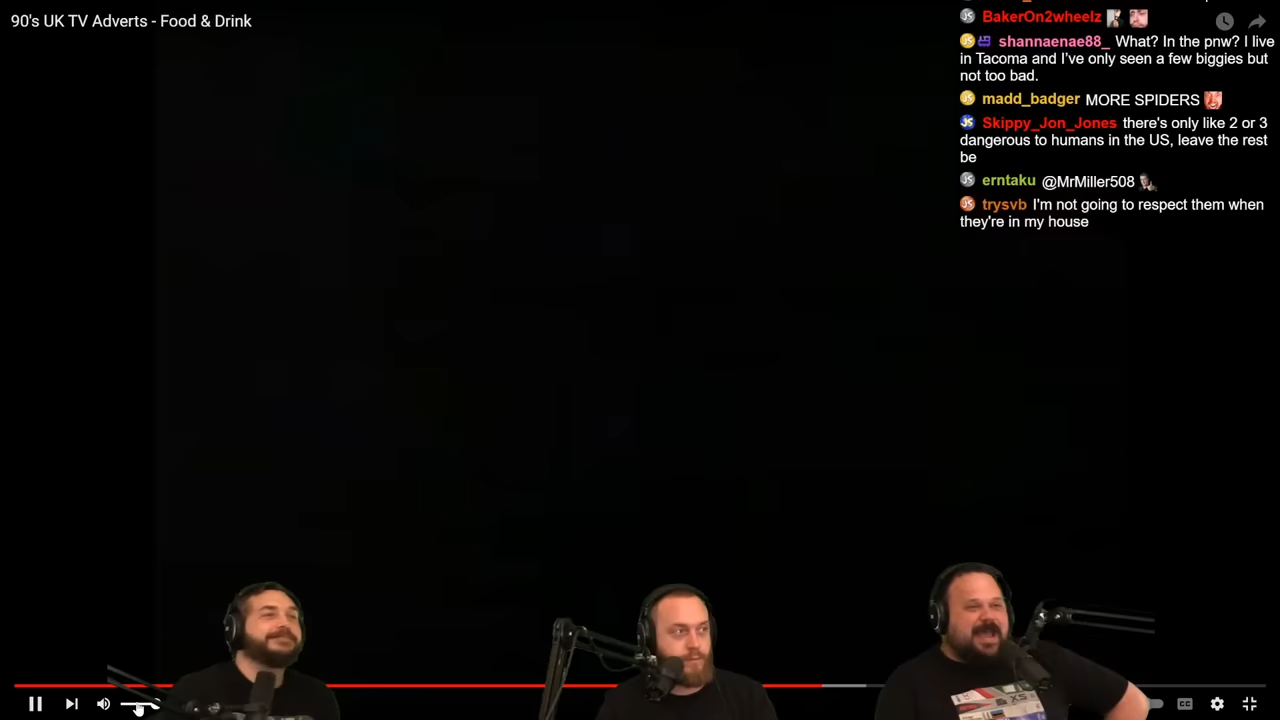 90's UK TV Adverts - Food & Drink
BakerOn2wheelz
shannaenae88_ What? In the pnw? I live
in Tacoma and I've only seen a few biggies but
not too bad.
madd_badger MORE SPIDERS
Skippy_Jon_Jones there's only like 2 or 3
dangerous to humans in the US, leave the rest
be
erntaku @MrMiller508
trysvb I'm not going to respect them when
they're in my house
XS